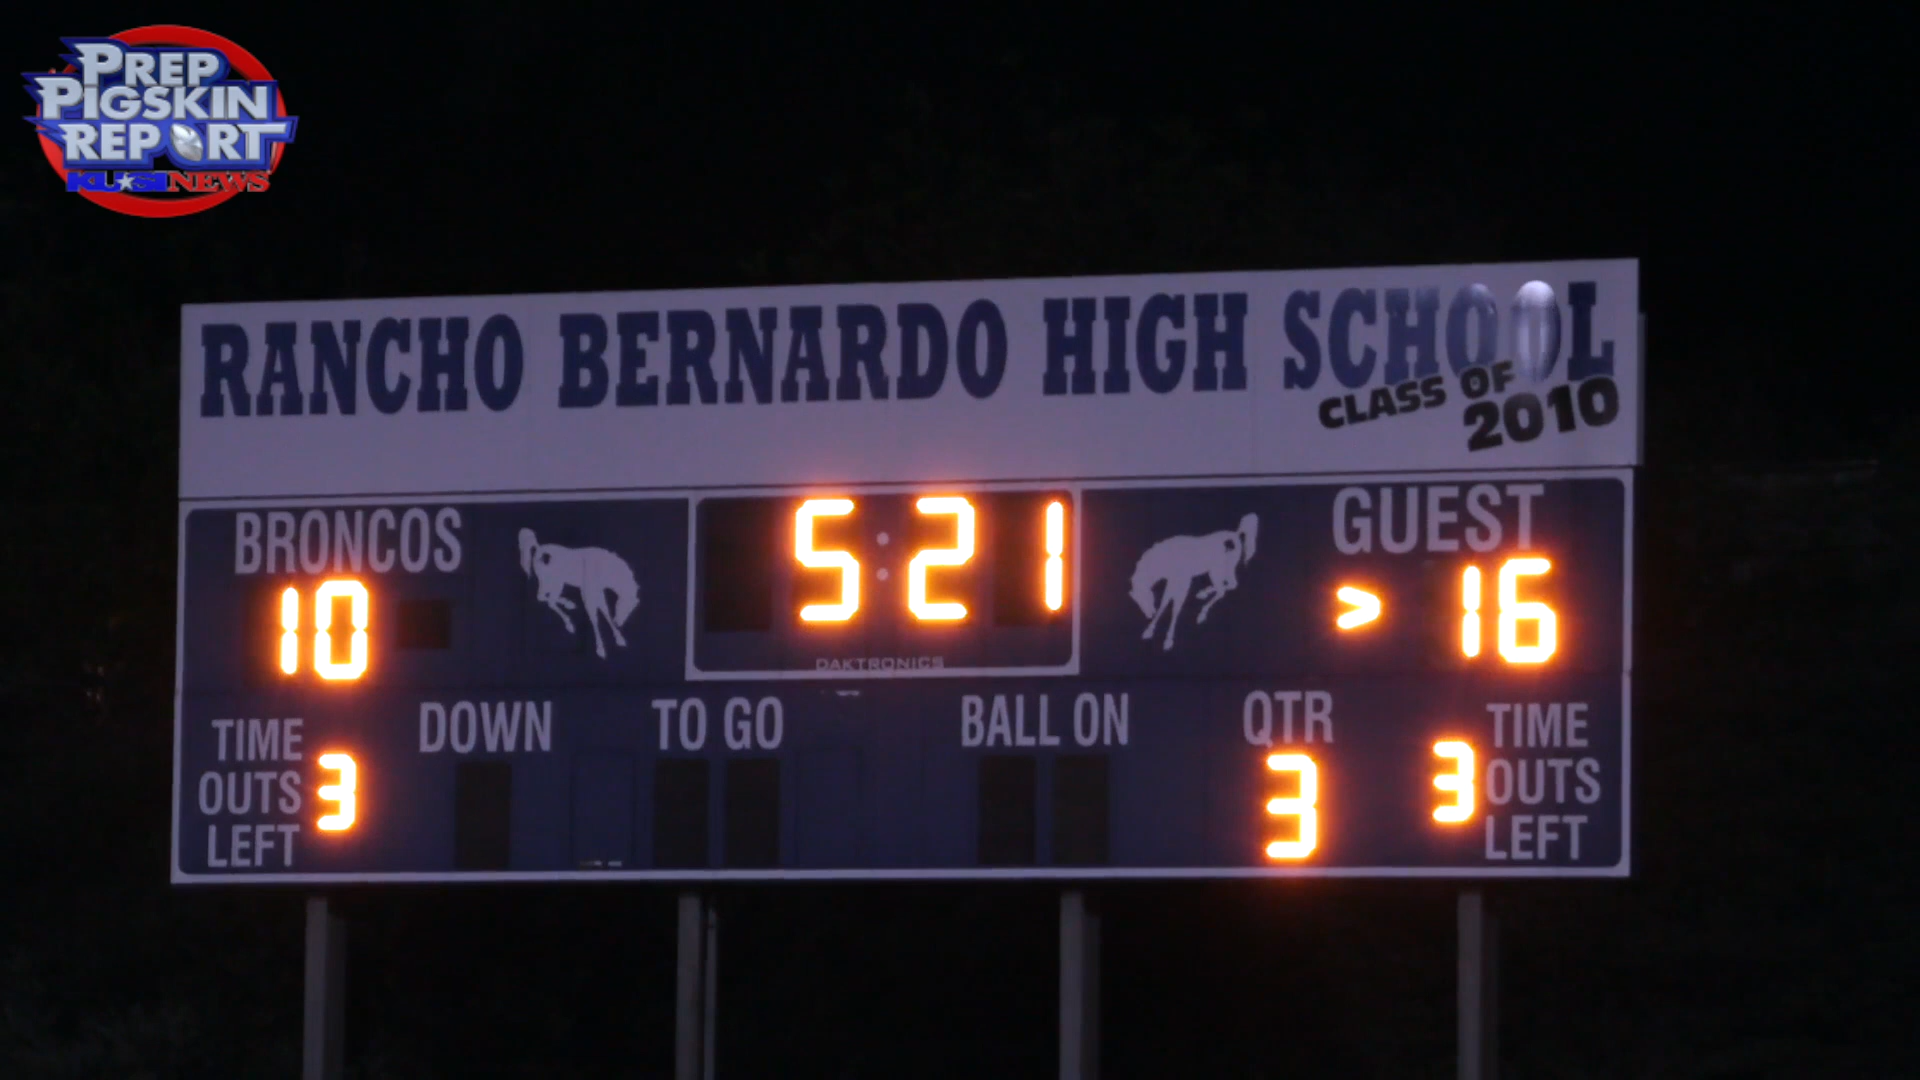 PREP
PIGSKIN
REPORT
KUSI NEWS
RANCHO BERNARDO HIGH SCHOOL
CLASS OF
2010
BRONCOS
10
5:21 1
GUEST
> 16
DAKTRONICS
TIME
OUTS
LEFT
3
DOWN
TO GO
BALL ON
QTR
3
3
TIME
OUTS
LEFT